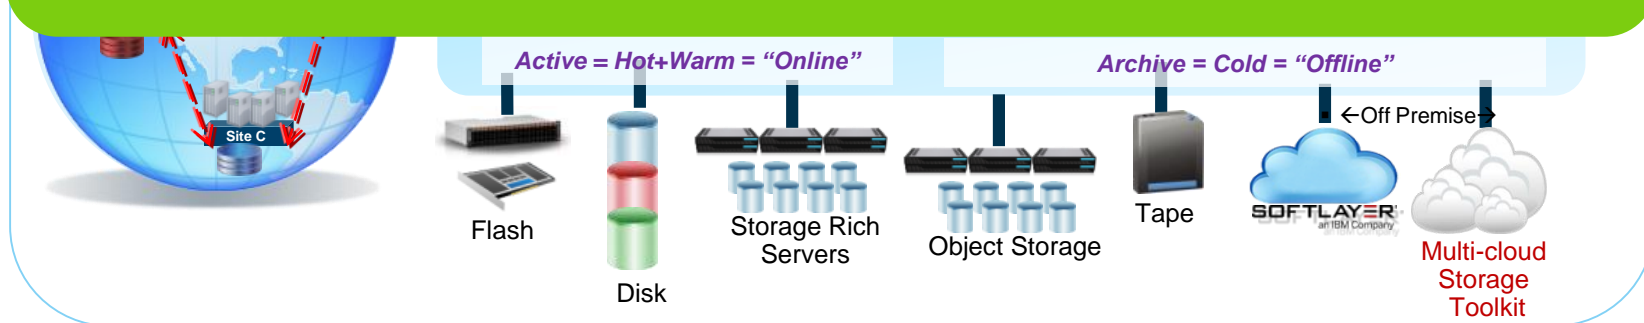 Active = Hot+Warm = “Online”
Archive = Cold = “Offline”
←Off Premise→
Site C
Flash
Disk
Storage Rich
Servers
Object Storage
Tape
SOFTLAYER
an IBM Company
Multi-cloud
Storage
Toolkit